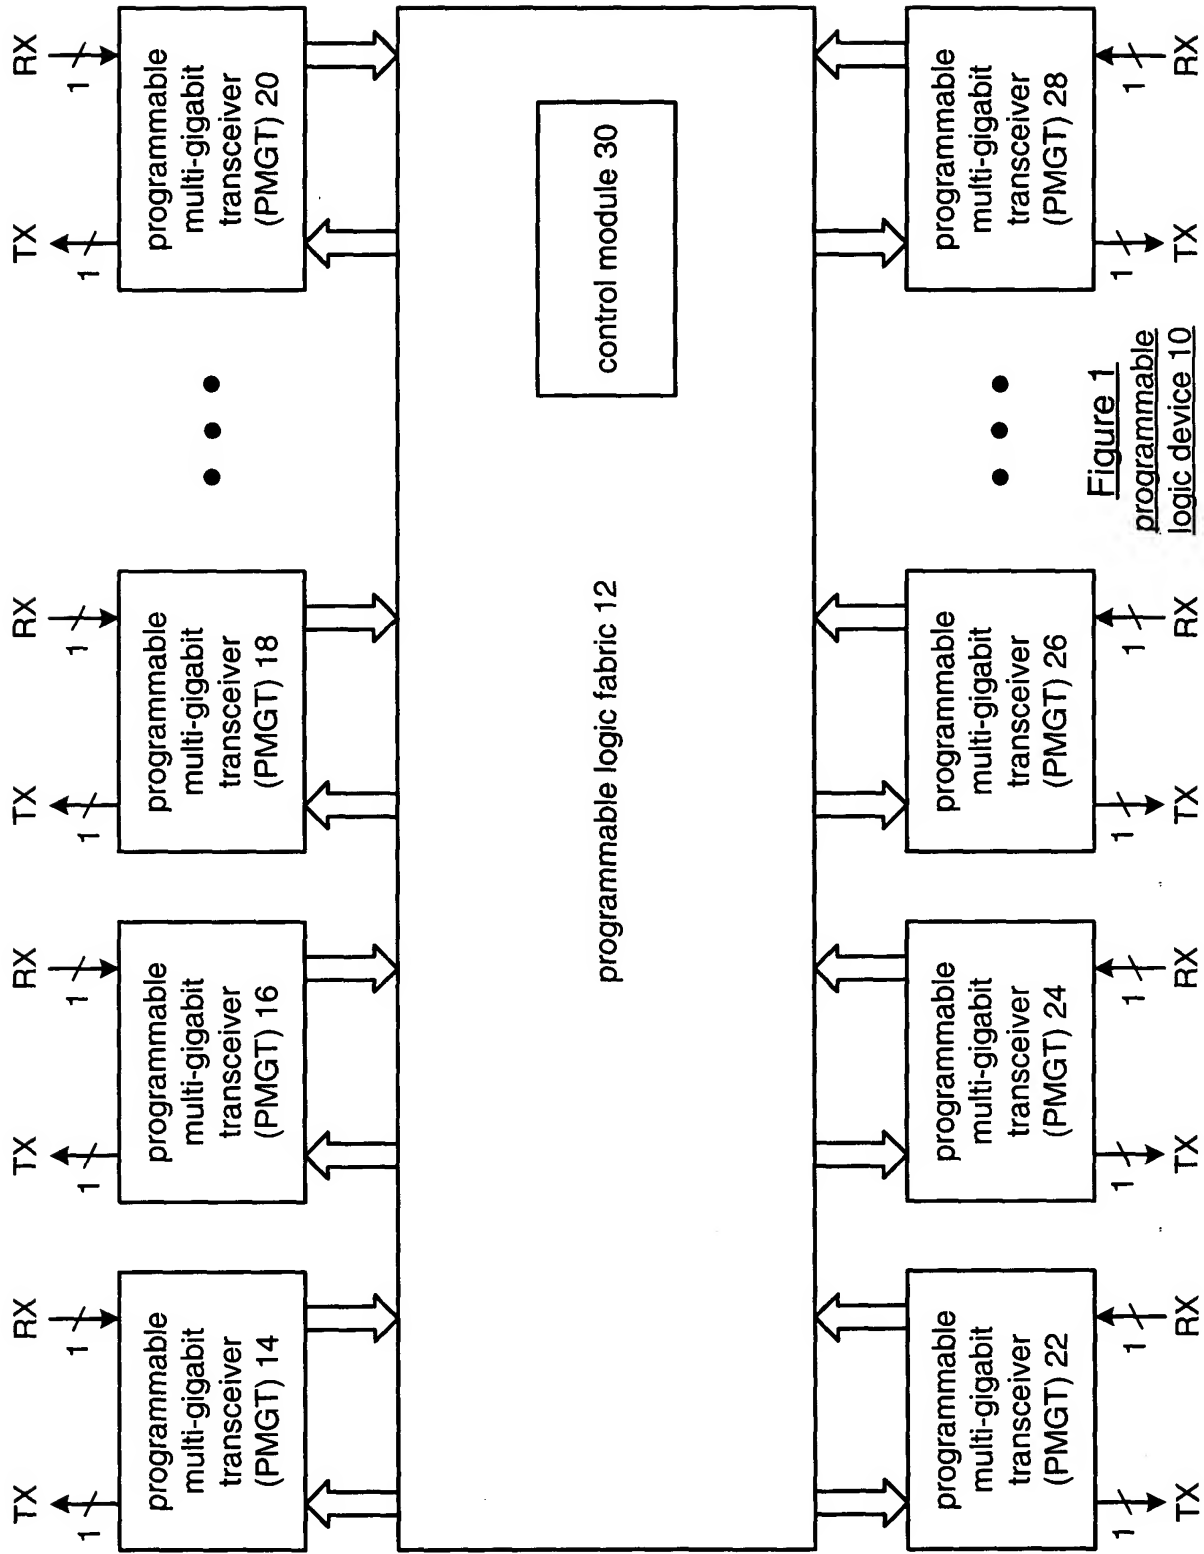 TX
RX
TX
RX
TX
RX
TX
RX
1
1
1
1
1
1
1
1
programmable
multi-gigabit
transceiver
(PMGT) 14
programmable
multi-gigabit
transceiver
(PMGT) 16
programmable
multi-gigabit
transceiver
(PMGT) 18
programmable
multi-gigabit
transceiver
(PMGT) 20
programmable logic fabric 12
control module 30
programmable
multi-gigabit
transceiver
(PMGT) 22
programmable
multi-gigabit
transceiver
(PMGT) 24
programmable
multi-gigabit
transceiver
(PMGT) 26
programmable
multi-gigabit
transceiver
(PMGT) 28
1
1
1
1
1
1
1
1
TX
RX
TX
RX
TX
RX
TX
RX
Figure 1
programmable
logic device 10